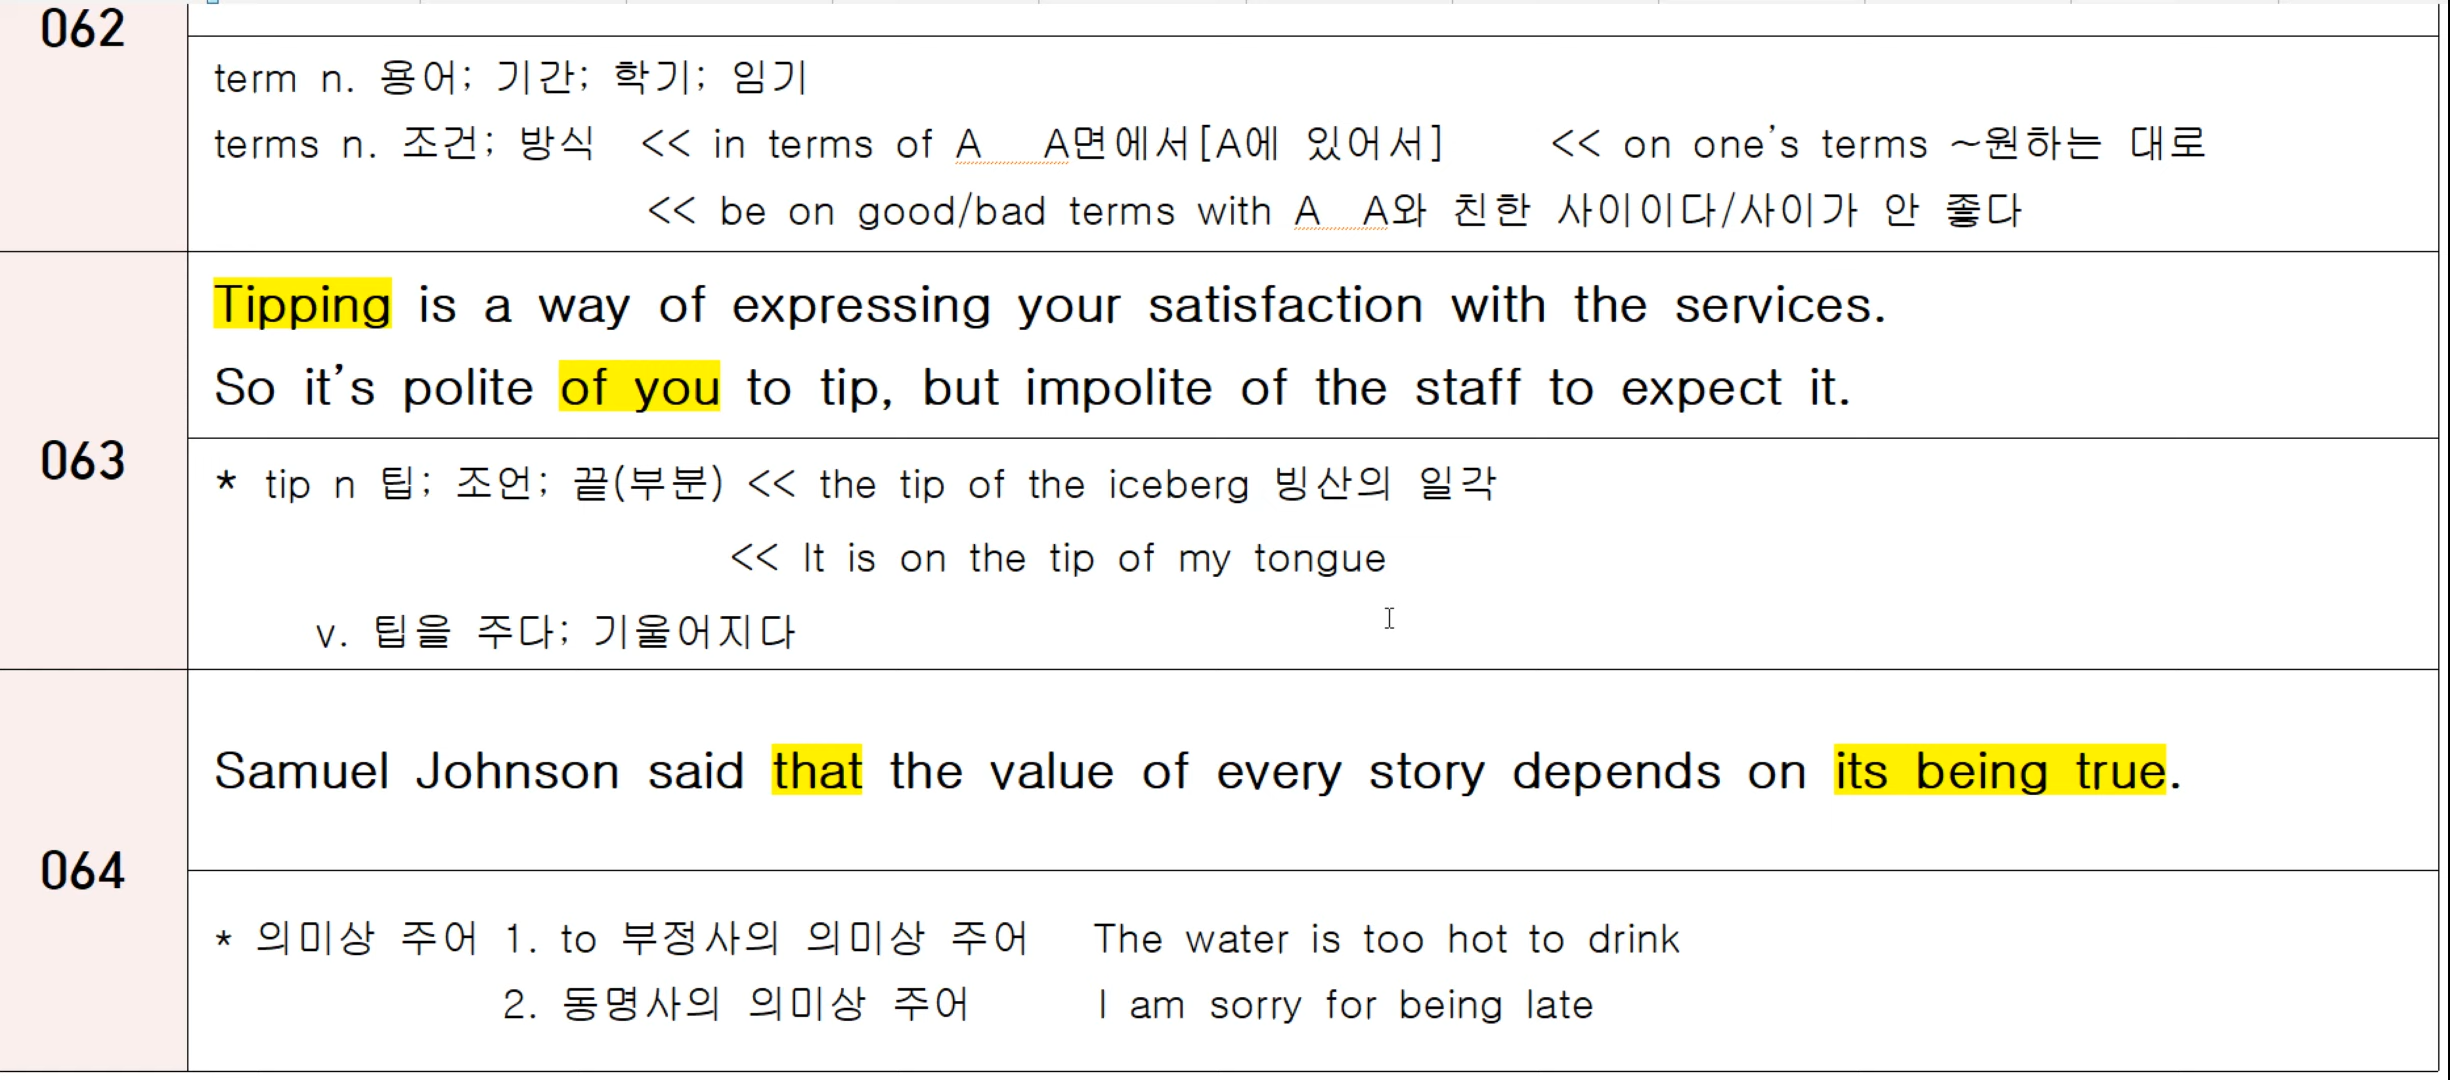 062
term n. 용어; 기간; 학기; 임기
terms n. 조건; 방식 << in terms of A A면에서[A에 있어서] << on one's terms ~원하는 대로
<< be on good/bad terms with A A와 친한 사이이다/사이가 안 좋다
063
Tipping is a way of expressing your satisfaction with the services.
So it's polite of you to tip, but impolite of the staff to expect it.
* tip n 팁; 조언; 끝(부분) << the tip of the iceberg 빙산의 일각
<< It is on the tip of my tongue
v. 팁을 주다; 기울어지다
064
Samuel Johnson said that the value of every story depends on its being true.
* 의미상 주어 1. to 부정사의 의미상 주어 The water is too hot to drink
2. 동명사의 의미상 주어 I am sorry for being late